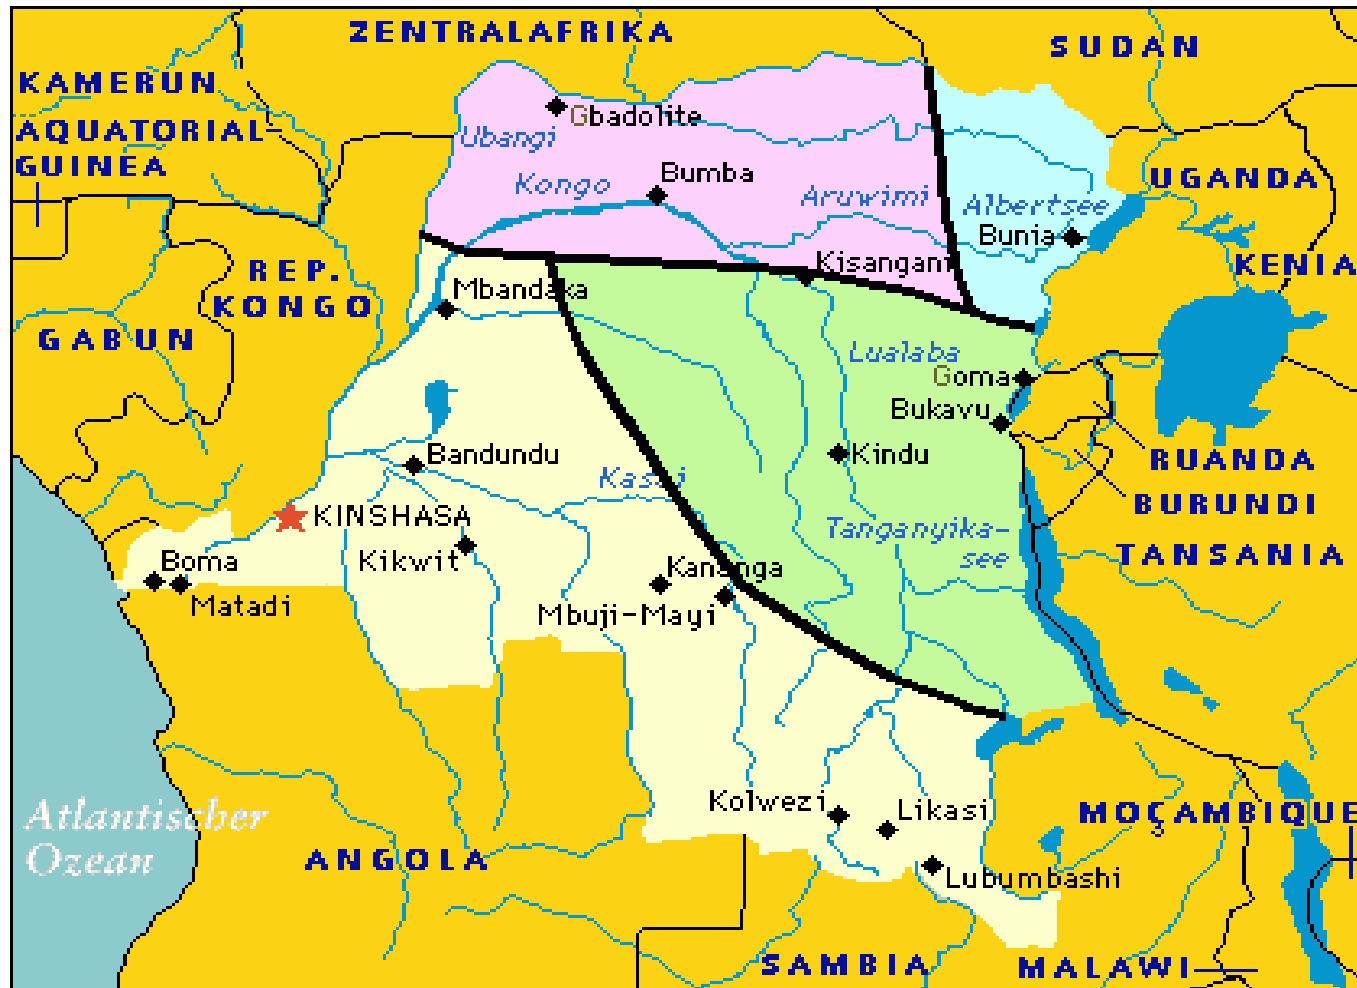 ZENTRALAFRIKA
SUDAN
KAMERUN
AQUATORIAL-
GUINEA
Gbadolite
Ubangi
Kongo
Bumba
Aruwimi
UGANDA
Albertsee
Bunia
Kisangani
KENIA
REP.
KONGO
Mbandaka
GABUN
Lualaba
Goma
Bukavu
Bandundu
Kindu
RUANDA
Kassai
BURUNDI
KINSHASA
Tanganyika-
see
TANSANIA
Boma
Kikwit
Kananga
Matadi
Mbuji-Mayi
Kolwezi
Likasi
MOÇAMBIQUE
Atlantischer
Ozean
ANGOLA
Lubumbashi
SAMBIA
MALAWI